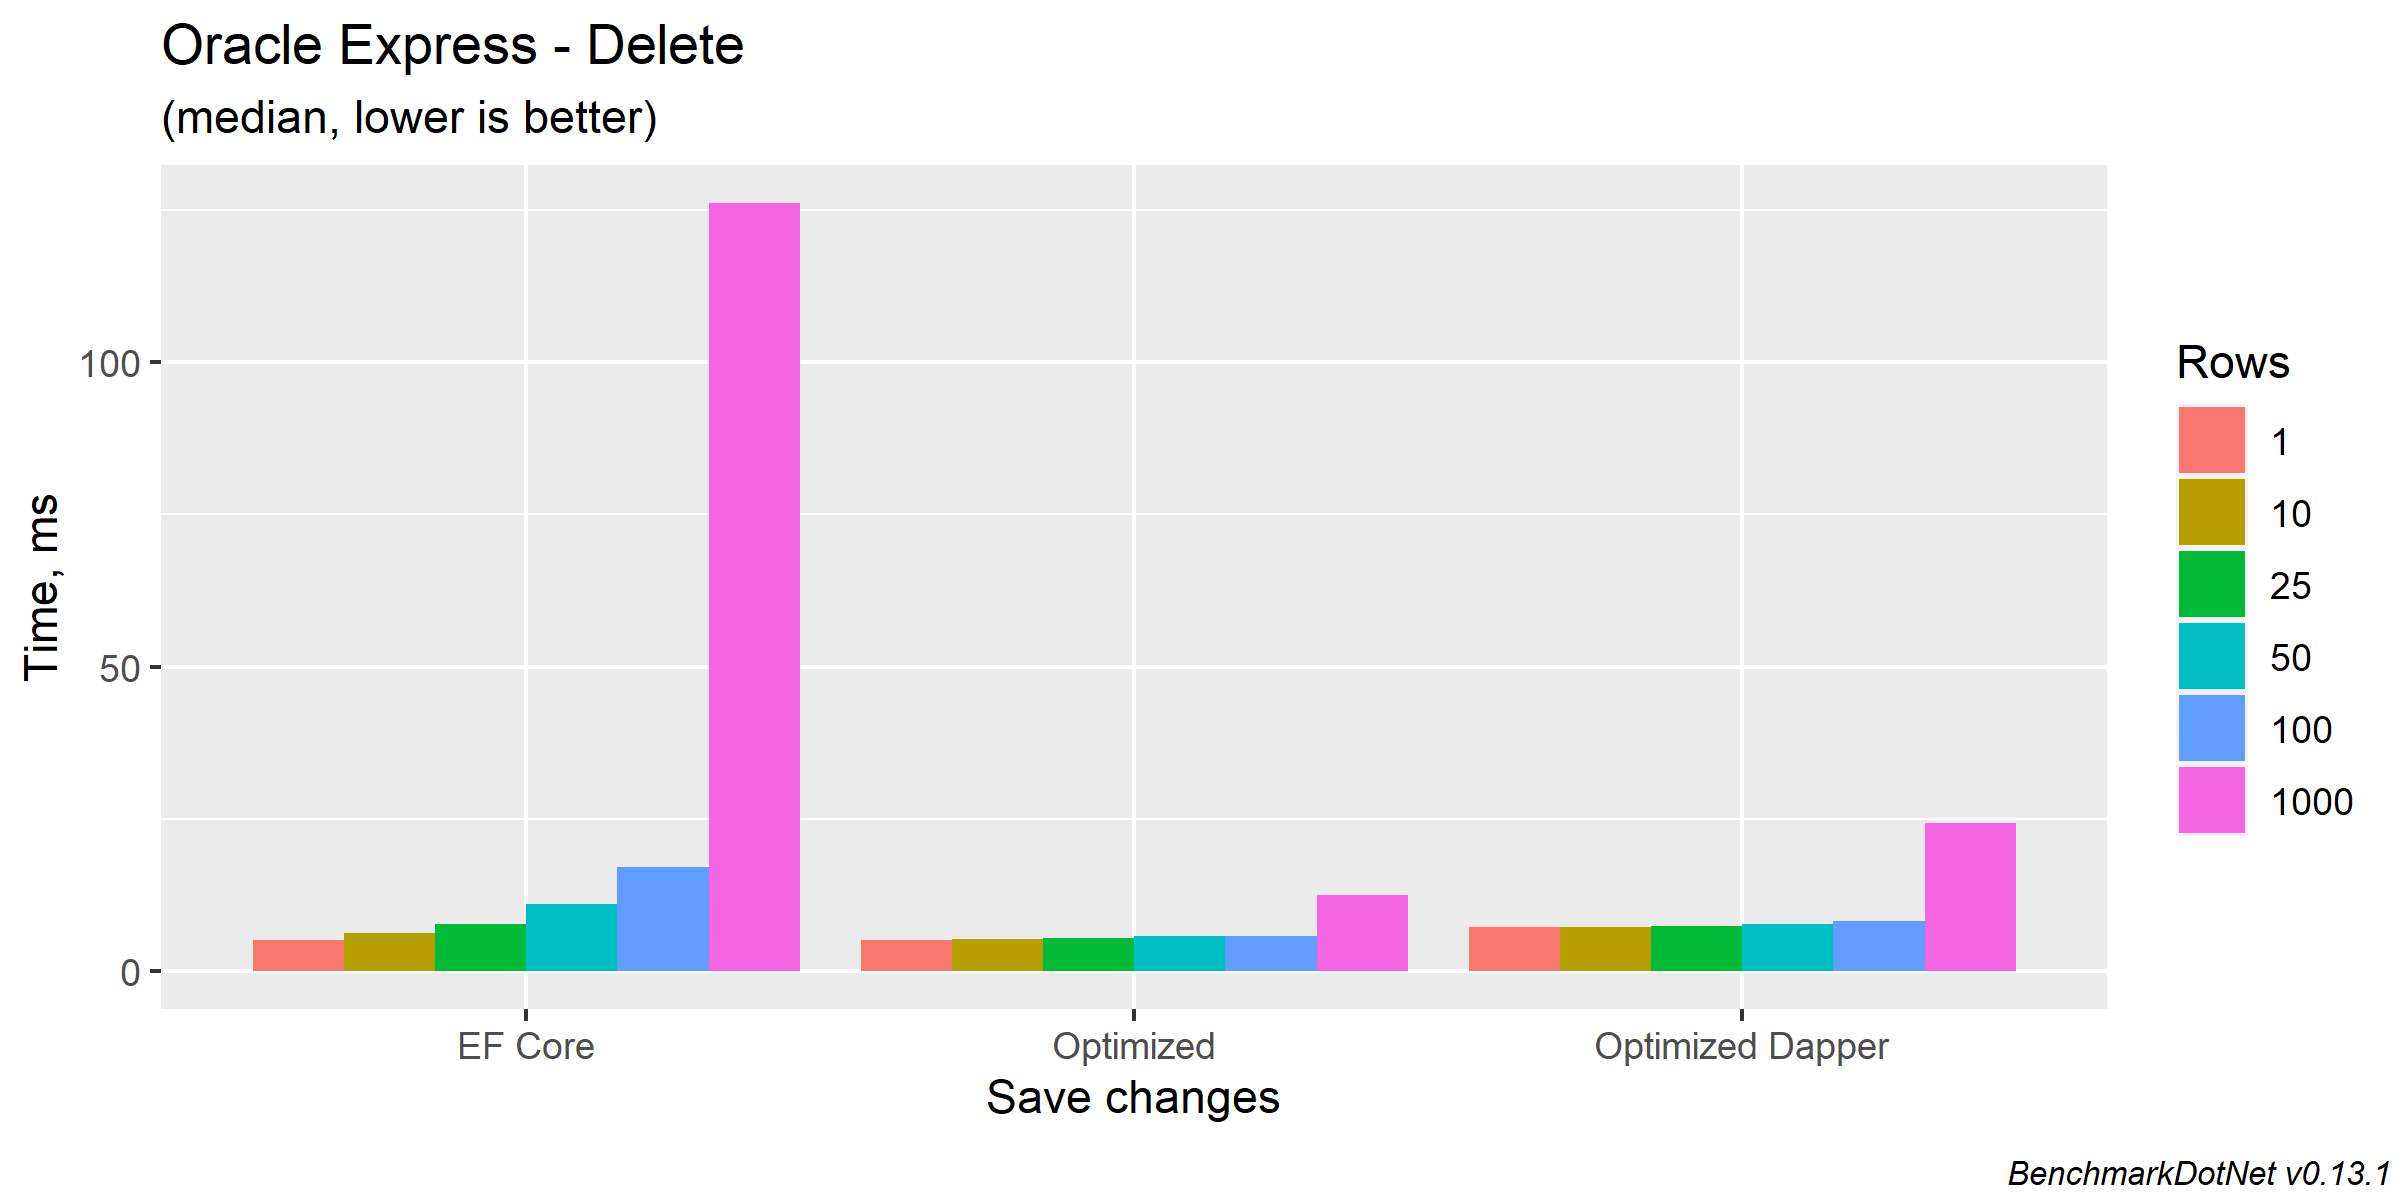 Oracle Express - Delete
(median, lower is better)
Time, ms
100
50
0
EF Core
Optimized
Optimized Dapper
Save changes
Rows
1
10
25
50
100
1000
BenchmarkDotNet v0.13.1